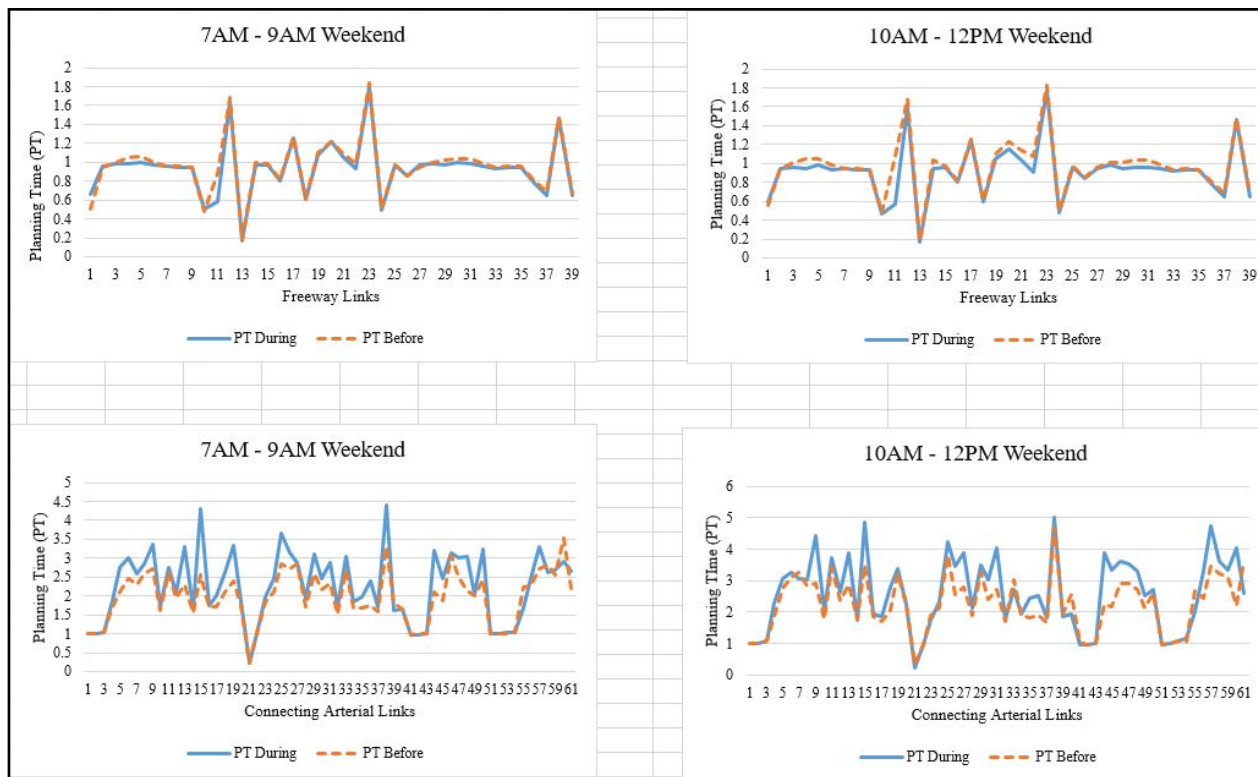 7AM - 9AM Weekend
Planning Time (PT)
2
1.8
1.6
1.4
1.2
1
0.8
0.6
0.4
0.2
0
1 3 5 7 9 11 13 15 17 19 21 23 25 27 29 31 33 35 37 39
Freeway Links
PT During PT Before
10AM - 12PM Weekend
Planning Time (PT)
2
1.8
1.6
1.4
1.2
1
0.8
0.6
0.4
0.2
0
1 3 5 7 9 11 13 15 17 19 21 23 25 27 29 31 33 35 37 39
Freeway Links
PT During PT Before
7AM - 9AM Weekend
Planning Time (PT)
5
4.5
4
3.5
3
2.5
2
1.5
1
0.5
0
1 3 5 7 9 11 13 15 17 19 21 23 25 27 29 31 33 35 37 39 41 43 45 47 49 51 53 55 57 59 61
Connecting Arterial Links
PT During PT Before
10AM - 12PM Weekend
Planning TIme (PT)
6
5
4
3
2
1
0
1 3 5 7 9 11 13 15 17 19 21 23 25 27 29 31 33 35 37 39 41 43 45 47 49 51 53 55 57 59 61
Connecting Arterial Links
PT During PT Before